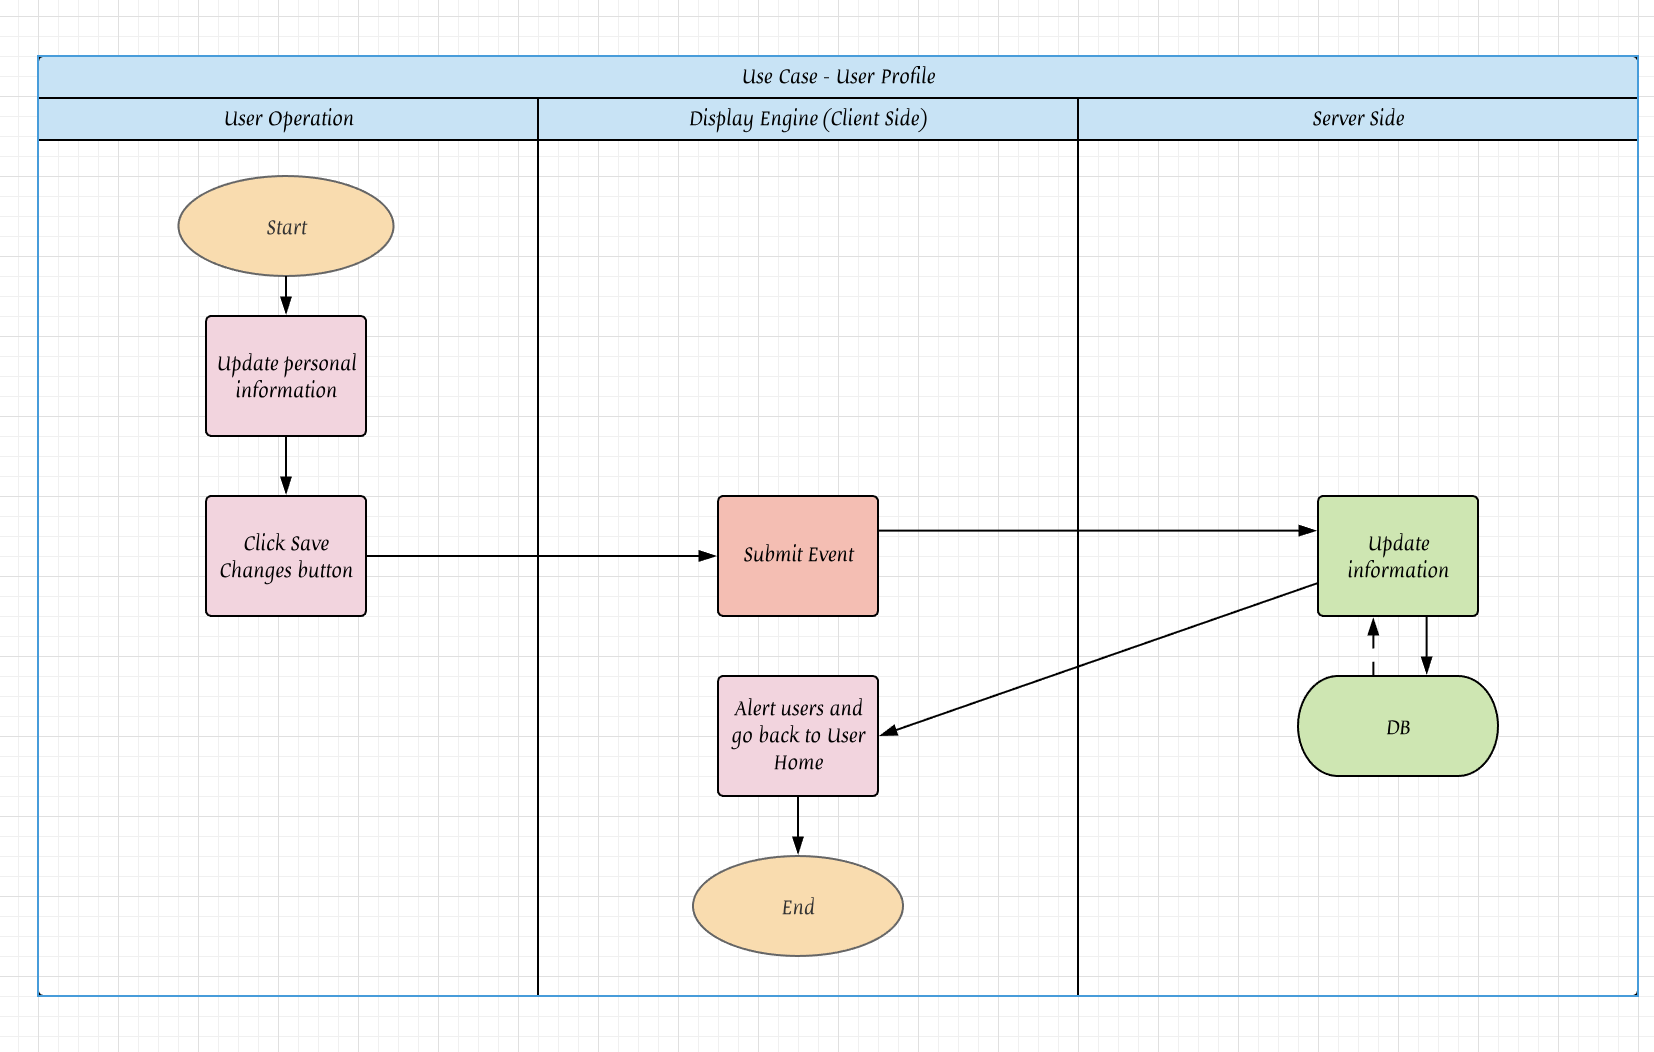 Use Case - User Profile
User Operation
Display Engine (Client Side)
Server Side
Start
Update personal
information
Click Save
Changes button
Submit Event
Update
information
Alert users and
go back to User
Home
DB
End